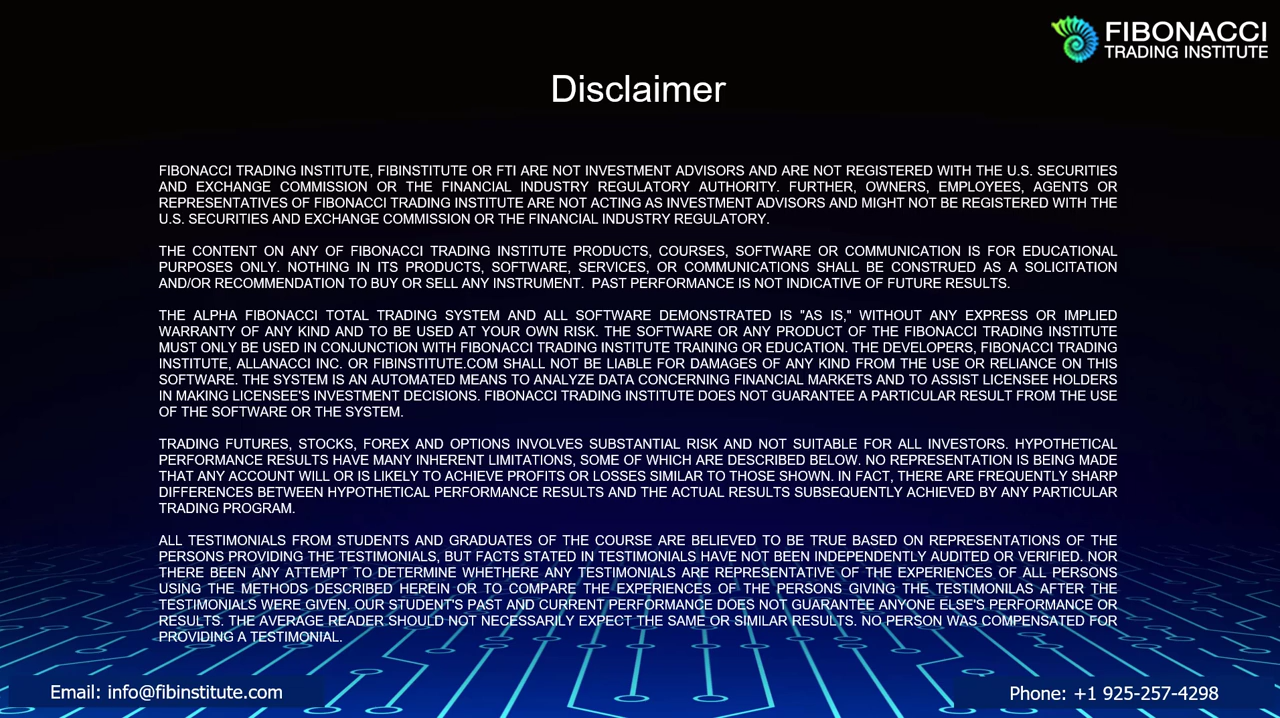 FIBONACCI
TRADING INSTITUTE
Disclaimer
FIBONACCI TRADING INSTITUTE, FIBINSTITUTE OR FTI ARE NOT INVESTMENT ADVISORS AND ARE NOT REGISTERED WITH THE U.S. SECURITIES
AND EXCHANGE COMMISSION OR THE FINANCIAL INDUSTRY REGULATORY AUTHORITY. FURTHER, OWNERS, EMPLOYEES, AGENTS OR
REPRESENTATIVES OF FIBONACCI TRADING INSTITUTE ARE NOT ACTING AS INVESTMENT ADVISORS AND MIGHT NOT BE REGISTERED WITH THE
U.S. SECURITIES AND EXCHANGE COMMISSION OR THE FINANCIAL INDUSTRY REGULATORY.
THE CONTENT ON ANY OF FIBONACCI TRADING INSTITUTE PRODUCTS, COURSES, SOFTWARE OR COMMUNICATION IS FOR EDUCATIONAL
PURPOSES ONLY. NOTHING IN ITS PRODUCTS, SOFTWARE, SERVICES, OR COMMUNICATIONS SHALL BE CONSTRUED AS A SOLICITATION
AND/OR RECOMMENDATION TO BUY OR SELL ANY INSTRUMENT. PAST PERFORMANCE IS NOT INDICATIVE OF FUTURE RESULTS.
THE ALPHA FIBONACCI TOTAL TRADING SYSTEM AND ALL SOFTWARE DEMONSTRATED IS "AS IS," WITHOUT ANY EXPRESS OR IMPLIED
WARRANTY OF ANY KIND AND TO BE USED AT YOUR OWN RISK. THE SOFTWARE OR ANY PRODUCT OF THE FIBONACCI TRADING INSTITUTE
MUST ONLY BE USED IN CONJUNCTION WITH FIBONACCI TRADING INSTITUTE TRAINING OR EDUCATION. THE DEVELOPERS, FIBONACCI TRADING
INSTITUTE, ALLANACCI INC. OR FIBINSTITUTE.COM SHALL NOT BE LIABLE FOR DAMAGES OF ANY KIND FROM THE USE OR RELIANCE ON THIS
SOFTWARE. THE SYSTEM IS AN AUTOMATED MEANS TO ANALYZE DATA CONCERNING FINANCIAL MARKETS AND TO ASSIST LICENSEE HOLDERS
IN MAKING LICENSEE'S INVESTMENT DECISIONS. FIBONACCI TRADING INSTITUTE DOES NOT GUARANTEE A PARTICULAR RESULT FROM THE USE
OF THE SOFTWARE OR THE SYSTEM.
TRADING FUTURES, STOCKS, FOREX AND OPTIONS INVOLVES SUBSTANTIAL RISK AND NOT SUITABLE FOR ALL INVESTORS. HYPOTHETICAL
PERFORMANCE RESULTS HAVE MANY INHERENT LIMITATIONS, SOME OF WHICH ARE DESCRIBED BELOW. NO REPRESENTATION IS BEING MADE
THAT ANY ACCOUNT WILL OR IS LIKELY TO ACHIEVE PROFITS OR LOSSES SIMILAR TO THOSE SHOWN. IN FACT, THERE ARE FREQUENTLY SHARP
DIFFERENCES BETWEEN HYPOTHETICAL PERFORMANCE RESULTS AND THE ACTUAL RESULTS SUBSEQUENTLY ACHIEVED BY ANY PARTICULAR
TRADING PROGRAM.
ALL TESTIMONIALS FROM STUDENTS AND GRADUATES OF THE COURSE ARE BELIEVED TO BE TRUE BASED ON REPRESENTATIONS OF THE
PERSONS PROVIDING THE TESTIMONIALS, BUT FACTS STATED IN TESTIMONIALS HAVE NOT BEEN INDEPENDENTLY AUDITED OR VERIFIED. NOR
THERE BEEN ANY ATTEMPT TO DETERMINE WHETHERE ANY TESTIMONIALS ARE REPRESENTATIVE OF THE EXPERIENCES OF ALL PERSONS
USING THE METHODS DESCRIBED HEREIN OR TO COMPARE THE EXPERIENCES OF THE PERSONS GIVING THE TESTIMONILAS AFTER THE
TESTIMONIALS WERE GIVEN. OUR STUDENT'S PAST AND CURRENT PERFORMANCE DOES NOT GUARANTEE ANYONE ELSE'S PERFORMANCE OR
RESULTS. THE AVERAGE READER SHOULD NOT NECESSARILY EXPECT THE SAME OR SIMILAR RESULTS. NO PERSON WAS COMPENSATED FOR
PROVIDING A TESTIMONIAL.
Email: info@fibinstitute.com
Phone: +1 925-257-4298